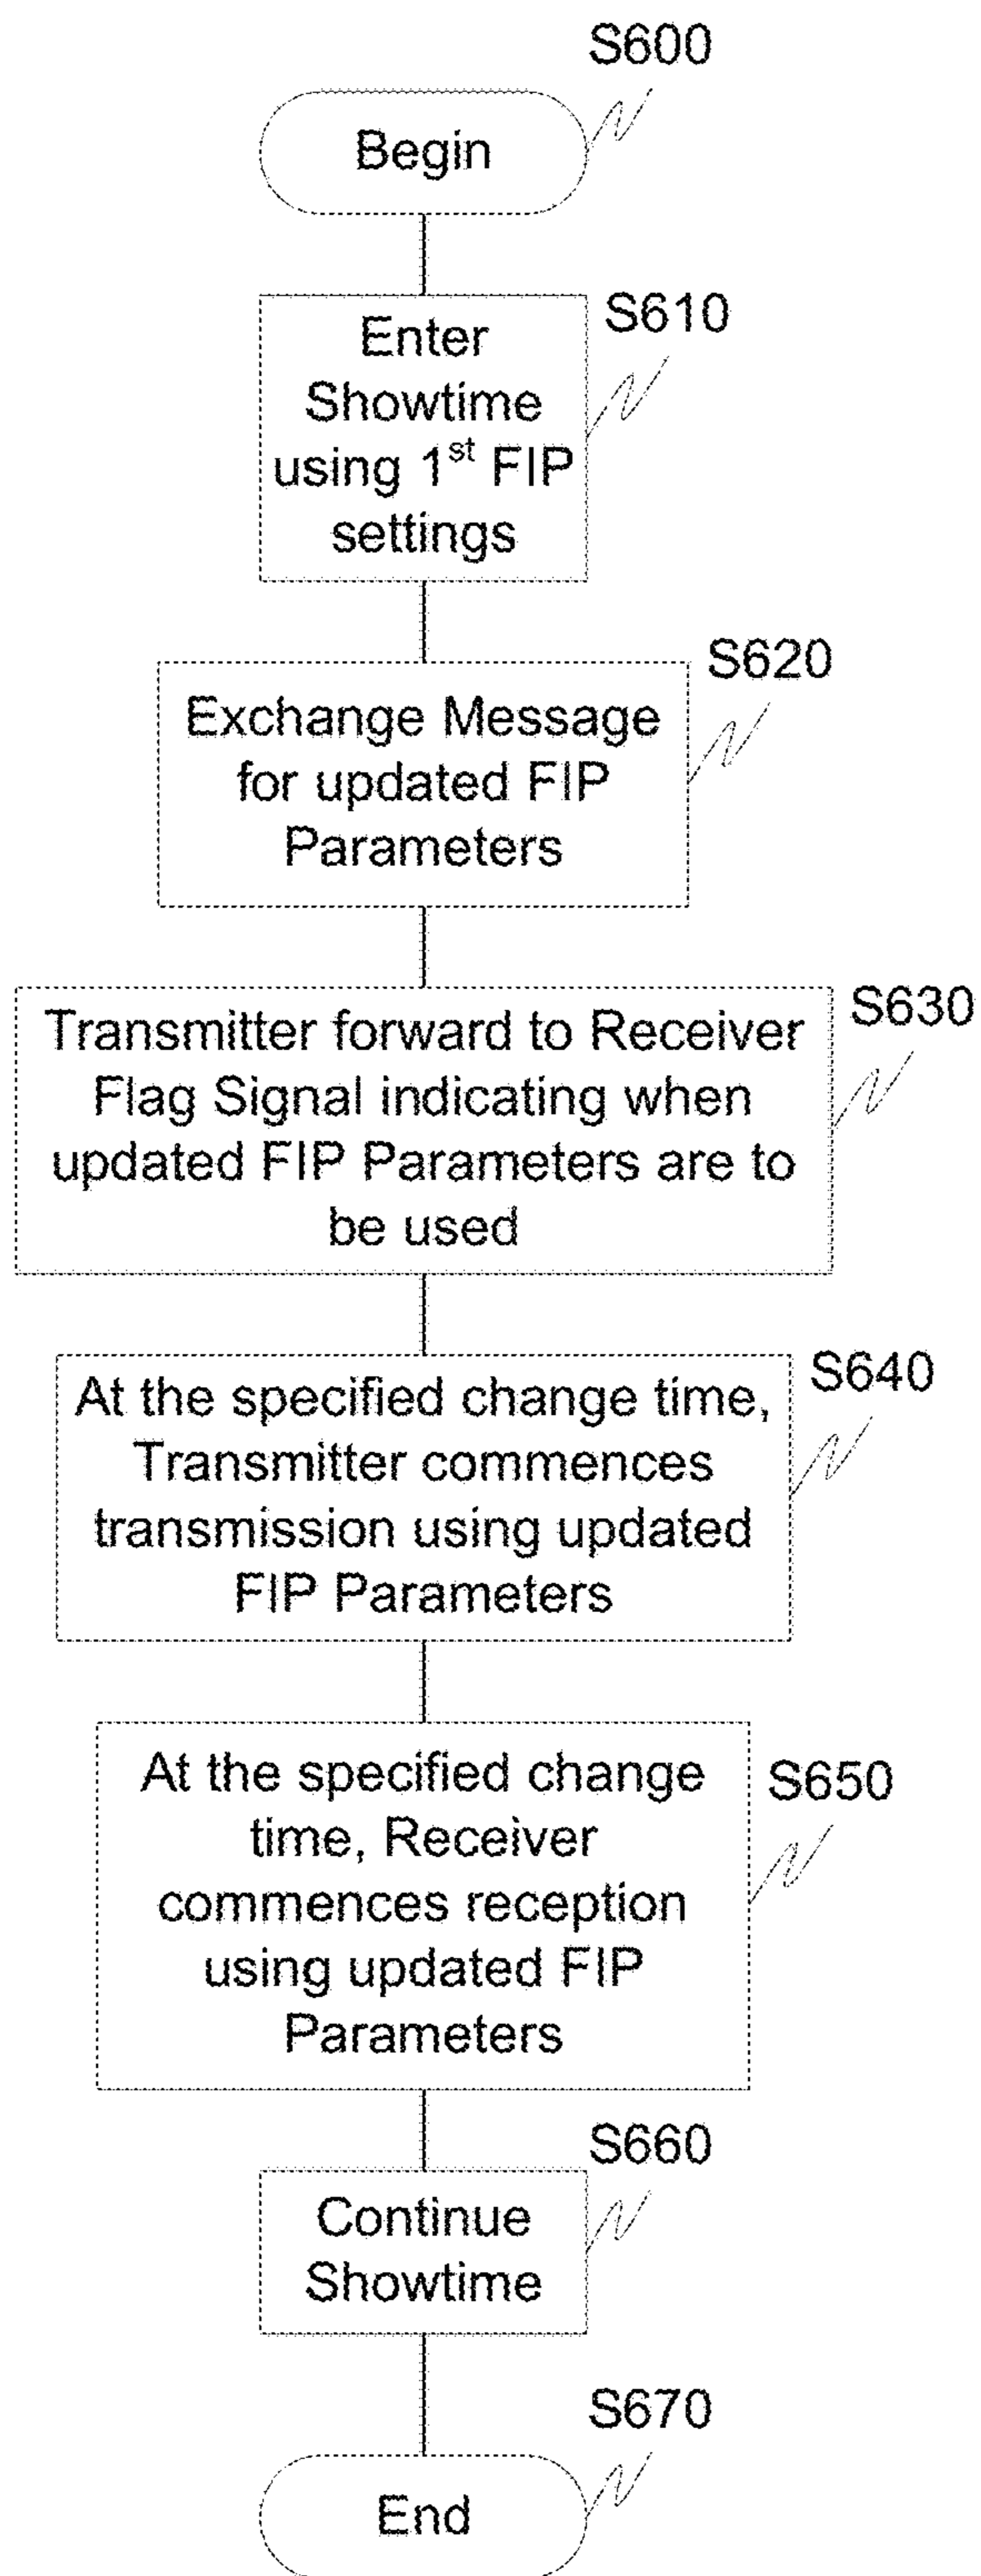 S600
Begin
S610
Enter
Showtime
using 1st FIP
settings
S620
Exchange Message
for updated FIP
Parameters
S630
Transmitter forward to Receiver
Flag Signal indicating when
updated FIP Parameters are to
be used
S640
At the specified change time,
Transmitter commences
transmission using updated
FIP Parameters
S650
At the specified change
time, Receiver
commences reception
using updated FIP
Parameters
S660
Continue
Showtime
S670
End